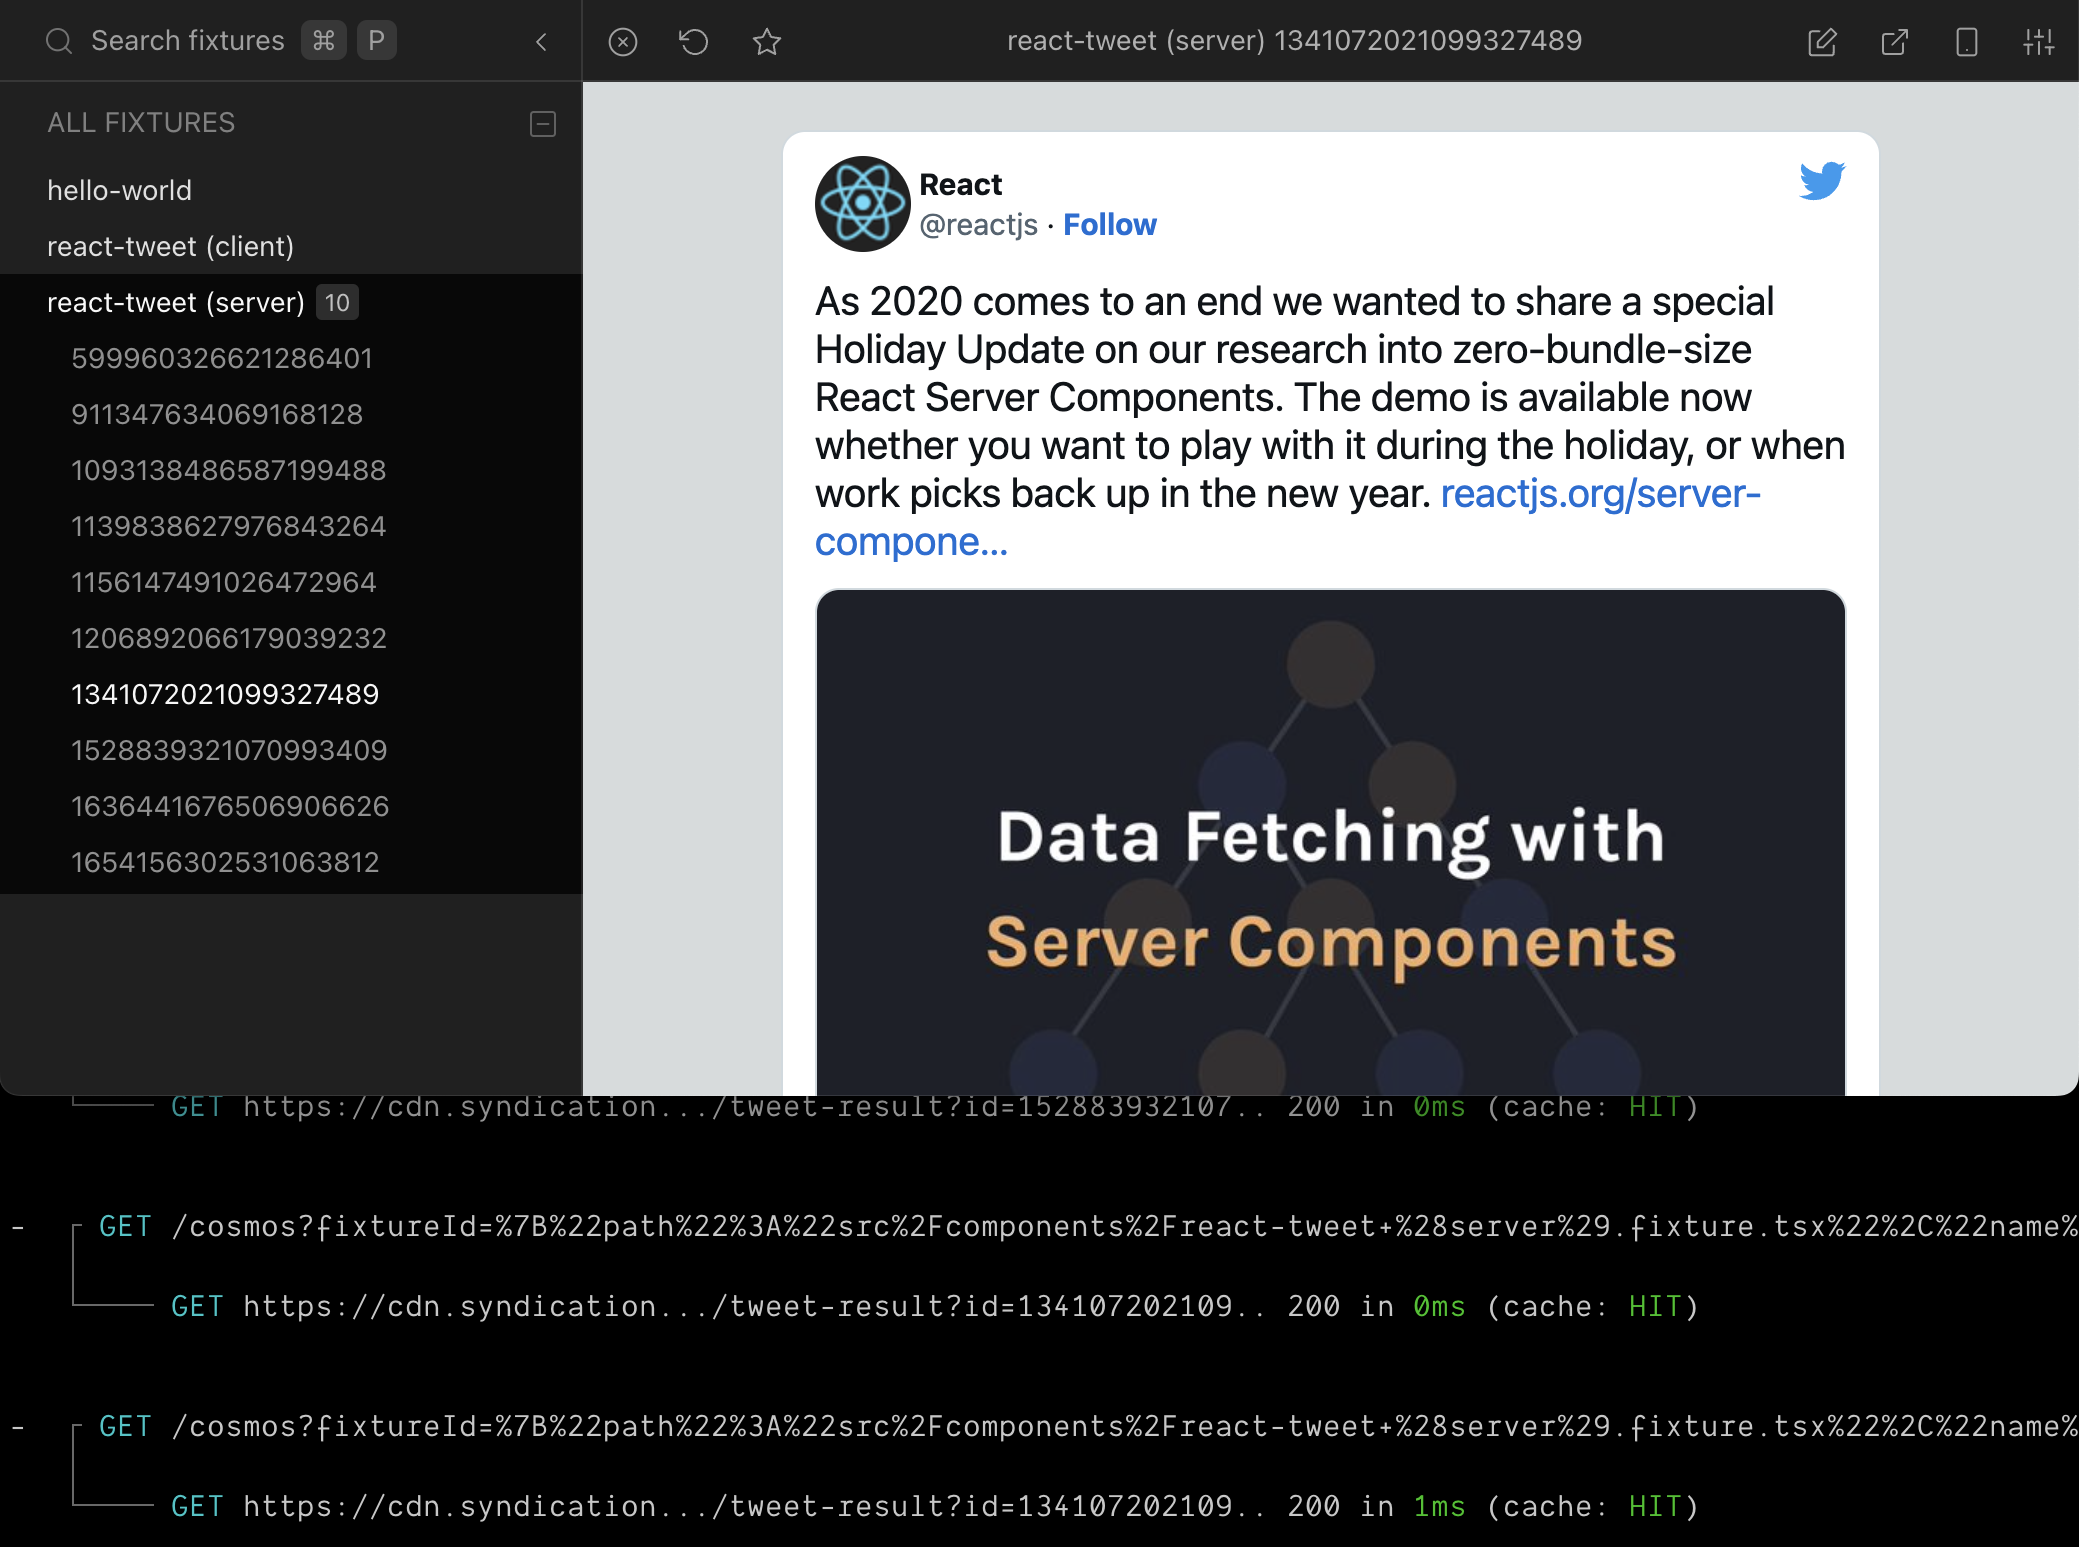 Search fixtures ⌘ P
react-tweet (server) 1341072021099327489
ALL FIXTURES
hello-world
react-tweet (client)
react-tweet (server) 10
599960326621286401
911347634069168128
1093138486587199488
1139838627976843264
1156147491026472964
1206892066179039232
1341072021099327489
1528839321070993409
1636441676506906626
1654156302531063812
React
@reactjs · Follow
As 2020 comes to an end we wanted to share a special
Holiday Update on our research into zero-bundle-size
React Server Components. The demo is available now
whether you want to play with it during the holiday, or when
work picks back up in the new year. reactjs.org/server-
compone…
Data Fetching with
Server Components
GET https://cdn.syndication.../tweet-result?id=152883932107.. 200 in 0ms (cache: HIT)
- GET /cosmos?fixtureId=%7B%22path%22%3A%22src%2Fcomponents%2Freact-tweet+%28server%29.fixture.tsx%22%2C%22name%
GET https://cdn.syndication.../tweet-result?id=134107202109.. 200 in 0ms (cache: HIT)
- GET /cosmos?fixtureId=%7B%22path%22%3A%22src%2Fcomponents%2Freact-tweet+%28server%29.fixture.tsx%22%2C%22name%
GET https://cdn.syndication.../tweet-result?id=134107202109.. 200 in 1ms (cache: HIT)